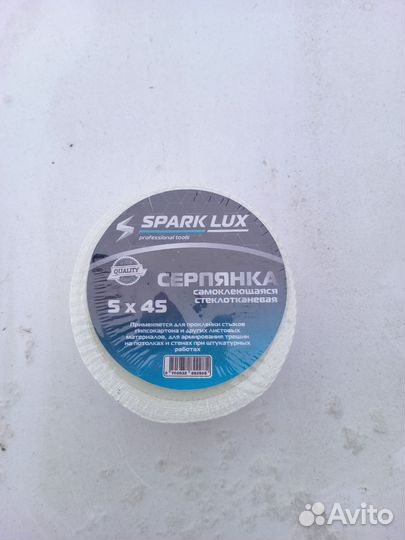 SPARK LUX
professional tools
QUALITY
СЕРПЯНКА
самоклеющаяся
стеклотканевая
5 x 45
Применяется для проклейки стыков
гипсокартона и других листовых
материалов, для армирования трещин
на потолках и стенах при штукатурных
работах
Avito